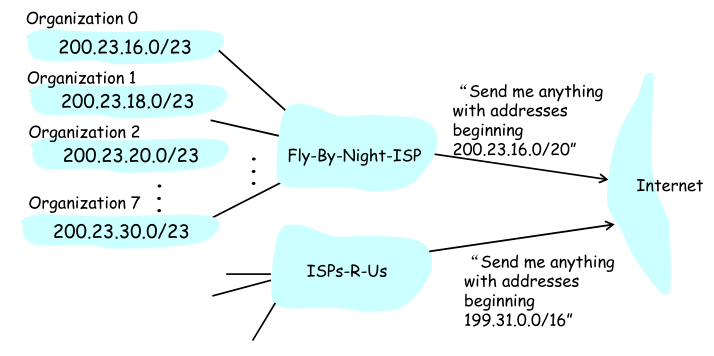 Organization 0
200.23.16.0/23
Organization 1
200.23.18.0/23
Organization 2
200.23.20.0/23
Organization 7
200.23.30.0/23
Fly-By-Night-ISP
“Send me anything
with addresses
beginning
200.23.16.0/20”
Internet
ISPs-R-Us
“Send me anything
with addresses
beginning
199.31.0.0/16”